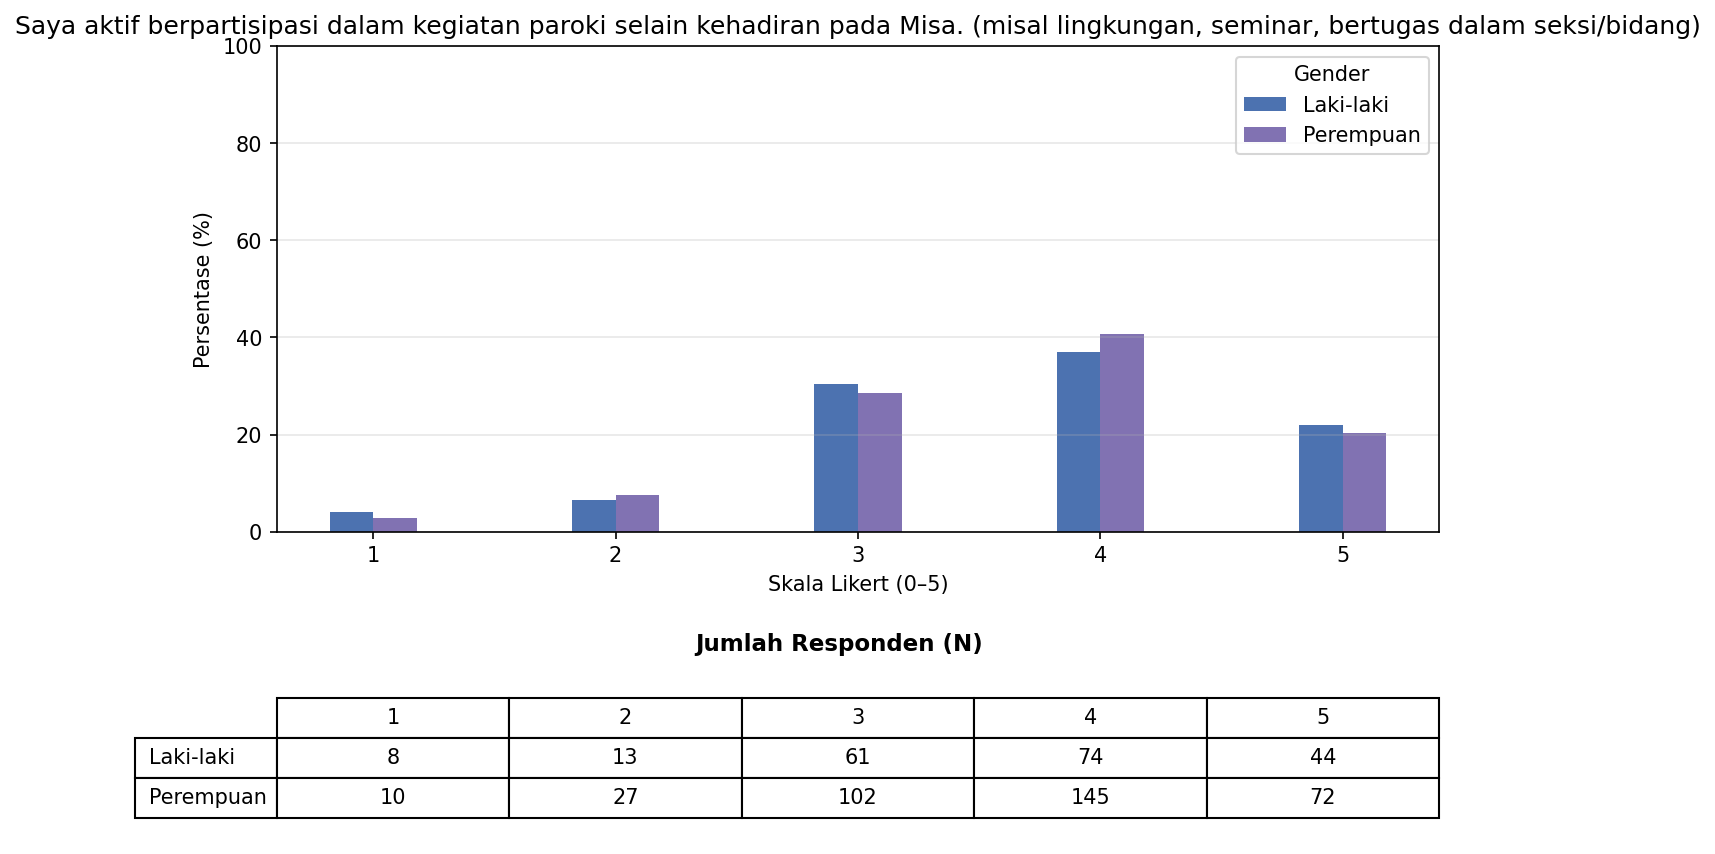 Saya aktif berpartisipasi dalam kegiatan paroki selain kehadiran pada Misa. (misal lingkungan, seminar, bertugas dalam seksi/bidang)
100
80
60
40
20
0
Persentase (%)
Gender
Laki-laki
Perempuan
1 2 3 4 5
Skala Likert (0–5)
Jumlah Responden (N)
1 2 3 4 5
Laki-laki 8 13 61 74 44
Perempuan 10 27 102 145 72